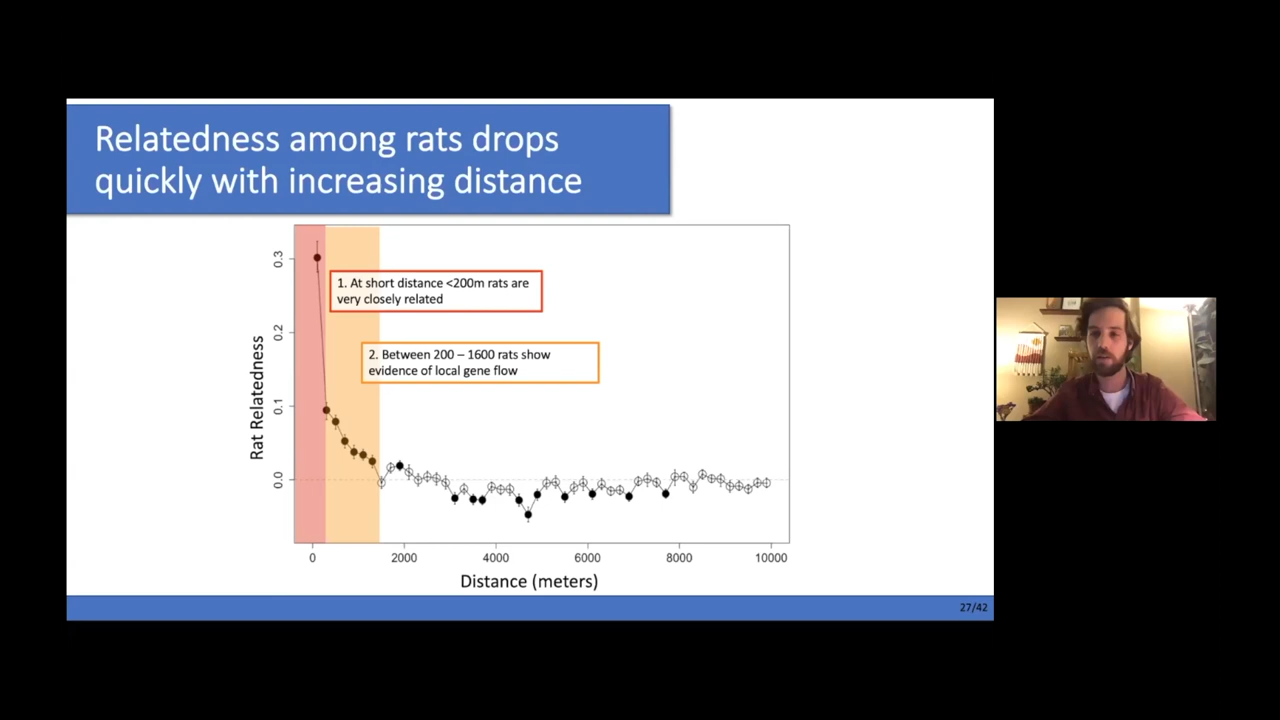 Relatedness among rats drops
quickly with increasing distance
0.3
0.2
0.1
0.0
Rat Relatedness
1. At short distance <200m rats are
very closely related
2. Between 200 – 1600 rats show
evidence of local gene flow
0
2000
4000
6000
8000
10000
Distance (meters)
27/42